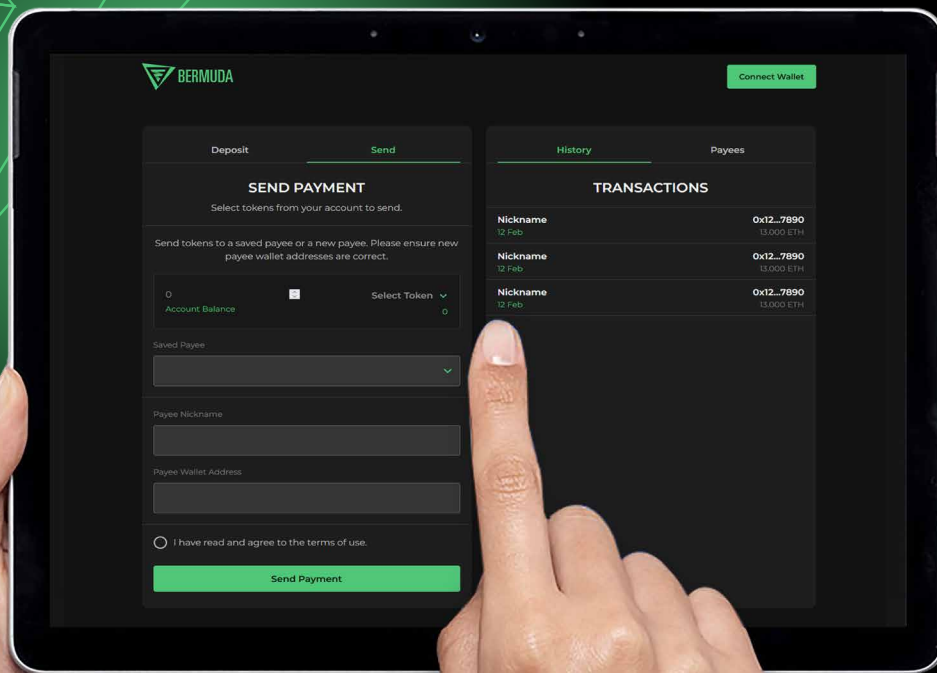 BERMUDA
Connect Wallet
Deposit
Send
SEND PAYMENT
Select tokens from your account to send.
Send tokens to a saved payee or a new payee. Please ensure new
payee wallet addresses are correct.
0
Select Token
Account Balance
0
Saved Payee
Payee Nickname
Payee Wallet Address
I have read and agree to the terms of use.
Send Payment
History
Payees
TRANSACTIONS
Nickname
0x12...7890
12 Feb
13.000 ETH
Nickname
0x12...7890
12 Feb
13.000 ETH
Nickname
0x12...7890
12 Feb
13.000 ETH